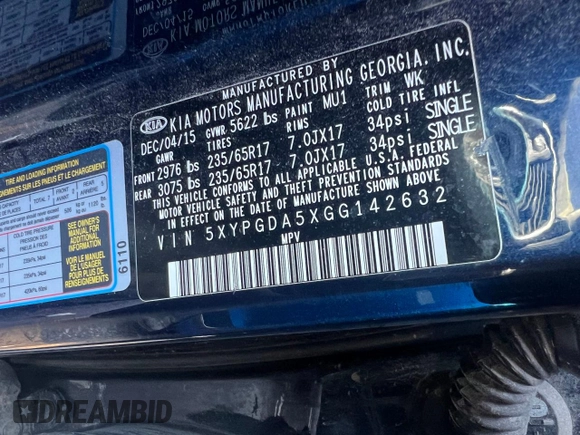 MANUFACTURED BY
KIA KIA MOTORS MANUFACTURING GEORGIA, INC.
DEC/04/15 GVWR 5622 lbs PAINT MU1 TRIM WK
GAWR TIRES RIMS COLD TIRE INFL
FRONT 2976 lbs 235/65R17 7.0JX17 34psi SINGLE
REAR 3075 lbs 235/65R17 7.0JX17 34psi SINGLE
THIS VEHICLE CONFORMS TO ALL APPLICABLE U.S.A. FEDERAL
MOTOR VEHICLE SAFETY AND THEFT PREVENTION STANDARDS
IN EFFECT ON THE DATE OF MANUFACTURE SHOWN ABOVE.
VIN 5XYPGDA5XGG142632
MPV
TIRE AND LOADING INFORMATION
SEE OWNER'S
MANUAL FOR
ADDITIONAL
INFORMATION
VOIR LE MANUEL
DE L'USAGER
POUR PLUS DE
RENSEIGNEMENTS
6110
DREAMBID